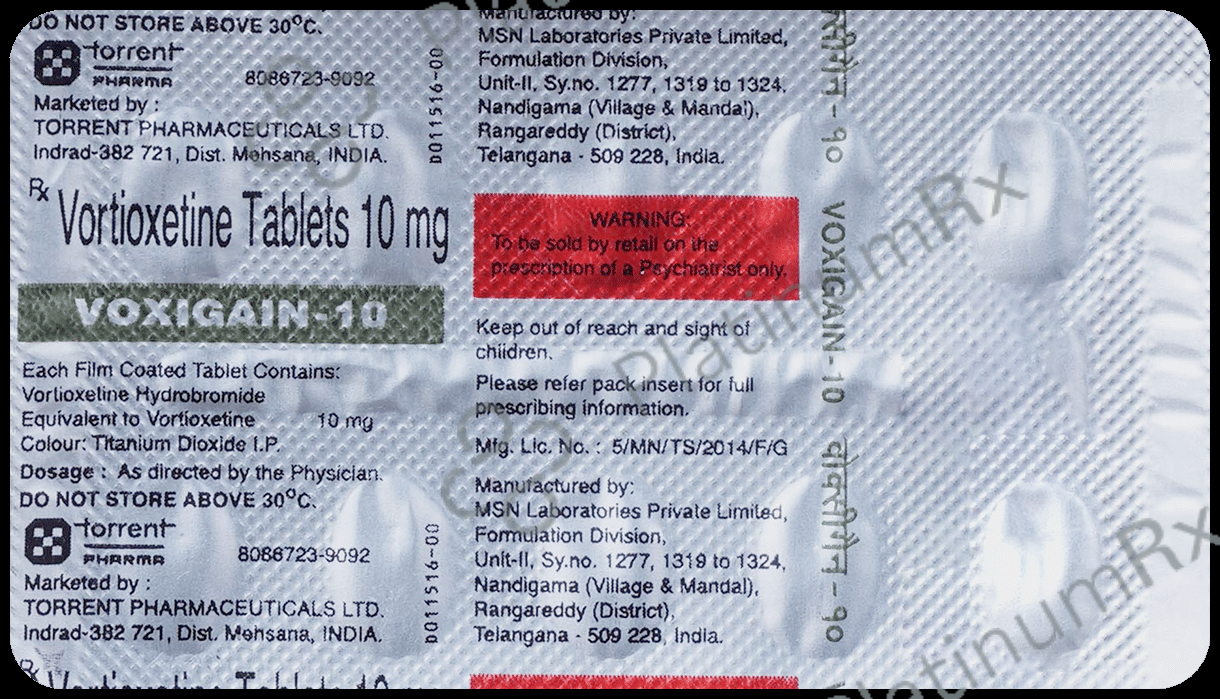 DO NOT STORE ABOVE 30°C.
torrent
PHARMA
8086723-9092
Marketed by :
TORRENT PHARMACEUTICALS LTD.
Indrad-382 721, Dist. Mehsana, INDIA.
D011516-00
Rx Vortioxetine Tablets 10 mg
VOXIGAIN-10
Each Film Coated Tablet Contains:
Vortioxetine Hydrobromide
Equivalent to Vortioxetine 10 mg
Colour: Titanium Dioxide I.P.
Dosage : As directed by the Physician.
DO NOT STORE ABOVE 30°C.
torrent
PHARMA
8086723-9092
Marketed by :
TORRENT PHARMACEUTICALS LTD.
Indrad-382 721, Dist. Mehsana, INDIA.
D011516-00
Rx Vortioxetine Tablets 10 mg
Manufactured by:
MSN Laboratories Private Limited,
Formulation Division,
Unit-II, Sy.no. 1277, 1319 to 1324,
Nandigama (Village & Mandal),
Rangareddy (District),
Telangana - 509 228, India.
WARNING:
To be sold by retail on the
prescription of a Psychiatrist only.
Keep out of reach and sight of
children.
Please refer pack insert for full
prescribing information.
Mfg. Lic. No. : 5/MN/TS/2014/F/G
Manufactured by:
MSN Laboratories Private Limited,
Formulation Division,
Unit-II, Sy.no. 1277, 1319 to 1324,
Nandigama (Village & Mandal),
Rangareddy (District),
Telangana - 509 228, India.
- १०
VOXIGAIN-10
वोक्सीगेन - १०
PlatinumRx
PlatinumRx